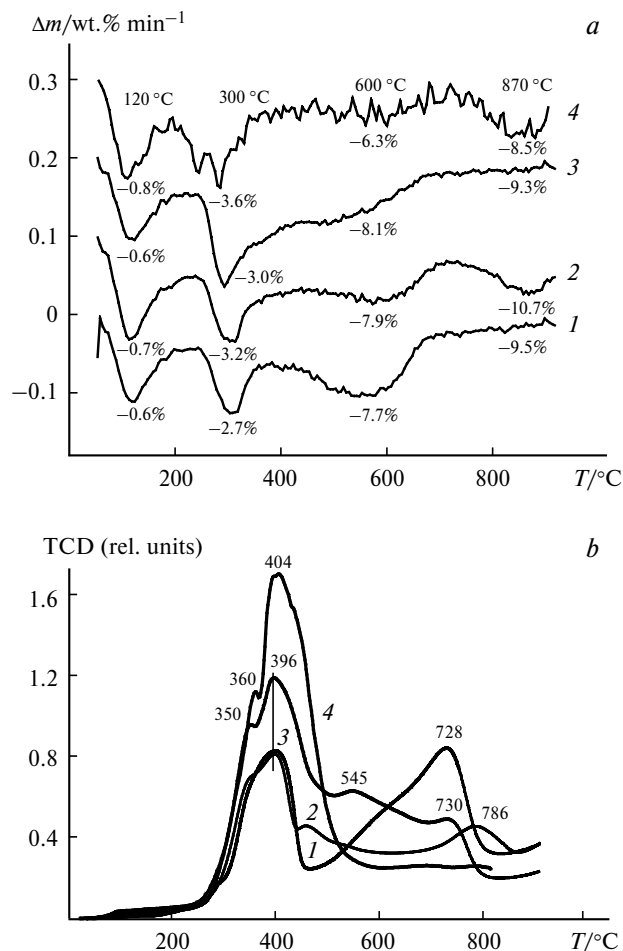 Δm/wt.% min−1 a
0.3 120 °C 300 °C 600 °C 870 °C
4
−6.3% −8.5%
0.2 3
−0.8% −3.6% −9.3%
−8.1%
0.1
−0.6% −3.0%
2
−10.7%
0 −7.9% 1
−0.7% −3.2% −9.5%
−0.1
−0.6% −2.7% −7.7%
200 400 600 800 T/°C
TCD (rel. units) b
404
1.6
360 396
1.2
350 4
728
3
0.8
545
730 786
2
0.4 1
200 400 600 800 T/°C